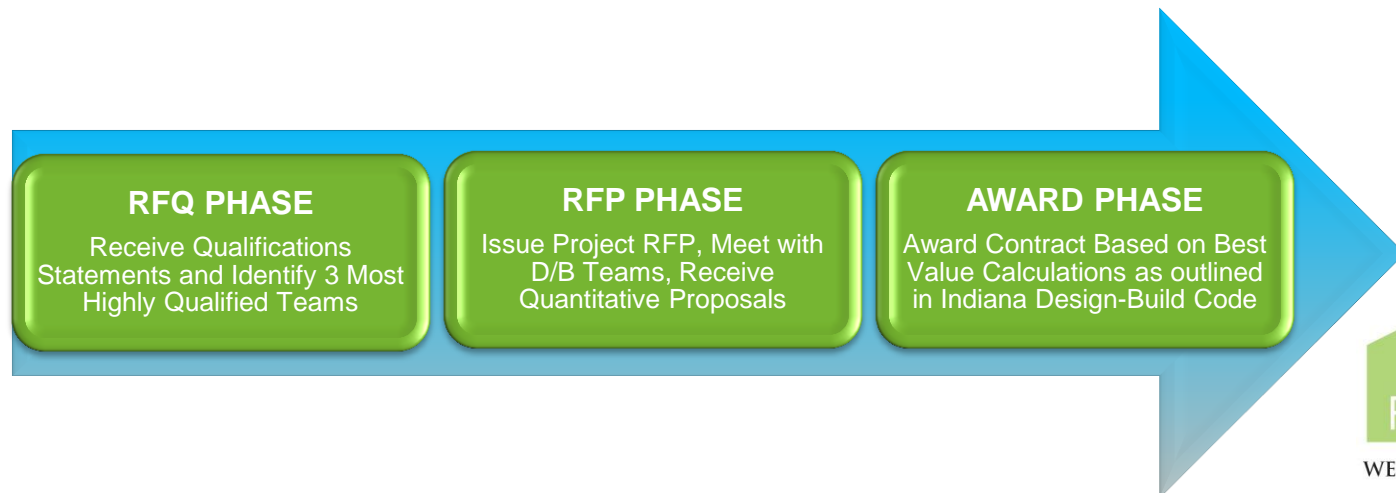 RFQ PHASE
Receive Qualifications
Statements and Identify 3 Most
Highly Qualified Teams
RFP PHASE
Issue Project RFP, Meet with
D/B Teams, Receive
Quantitative Proposals
AWARD PHASE
Award Contract Based on Best
Value Calculations as outlined
in Indiana Design-Build Code